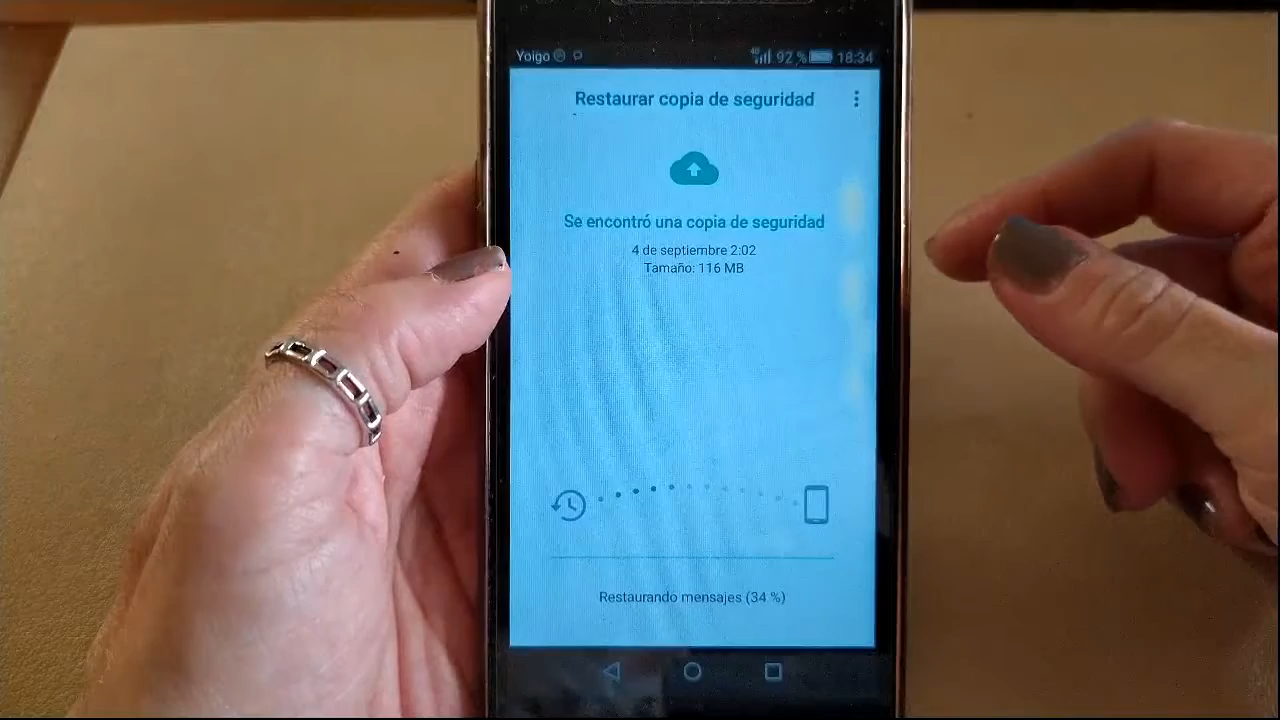 Yoigo 4G 92 % 18:34
Restaurar copia de seguridad
Se encontró una copia de seguridad
4 de septiembre 2:02
Tamaño: 116 MB
Restaurando mensajes (34 %)